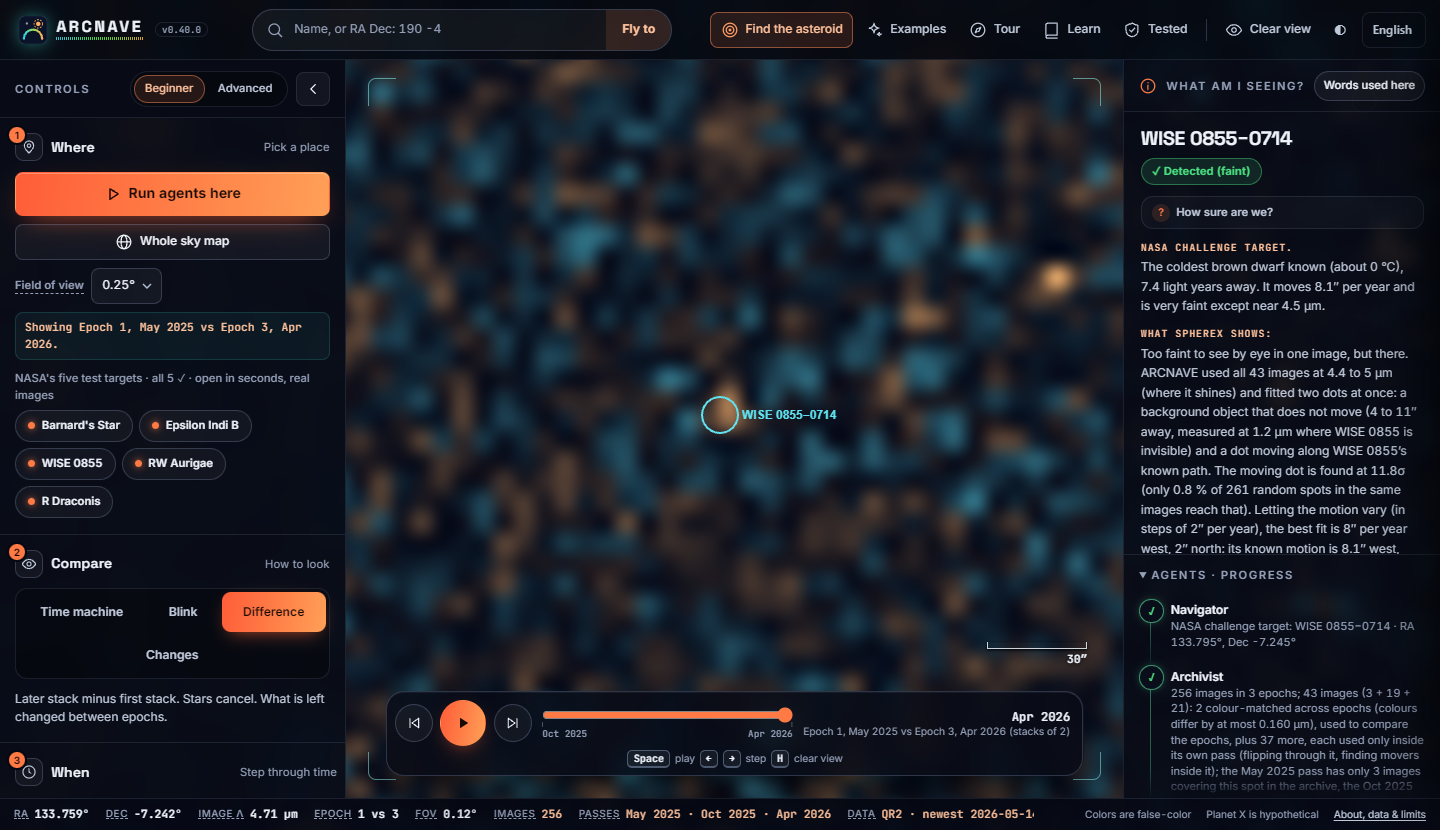 ARCNAVE v0.40.0
Name, or RA Dec: 190 -4
Fly to
Find the asteroid
Examples
Tour
Learn
Tested
Clear view
English
CONTROLS
Beginner
Advanced
1
Where
Pick a place
Run agents here
Whole sky map
Field of view
0.25°
Showing Epoch 1, May 2025 vs Epoch 3, Apr
2026.
NASA's five test targets · all 5 ✓ · open in seconds, real
images
Barnard's Star
Epsilon Indi B
WISE 0855
RW Aurigae
R Draconis
2
Compare
How to look
Time machine
Blink
Difference
Changes
Later stack minus first stack. Stars cancel. What is left
changed between epochs.
3
When
Step through time
WISE 0855−0714
30″
Oct 2025
Apr 2026
Apr 2026
Epoch 1, May 2025 vs Epoch 3, Apr 2026 (stacks of 2)
Space play ← → step H clear view
WHAT AM I SEEING?
Words used here
WISE 0855−0714
✓ Detected (faint)
? How sure are we?
NASA CHALLENGE TARGET.
The coldest brown dwarf known (about 0 °C),
7.4 light years away. It moves 8.1″ per year and
is very faint except near 4.5 µm.
WHAT SPHEREX SHOWS:
Too faint to see by eye in one image, but there.
ARCNAVE used all 43 images at 4.4 to 5 µm
(where it shines) and fitted two dots at once: a
background object that does not move (4 to 11″
away, measured at 1.2 µm where WISE 0855 is
invisible) and a dot moving along WISE 0855's
known path. The moving dot is found at 11.8σ
(only 0.8 % of 261 random spots in the same
images reach that). Letting the motion vary (in
steps of 2″ per year), the best fit is 8″ per year
west, 2″ north: its known motion is 8.1″ west,
▼ AGENTS · PROGRESS
✓ Navigator
NASA challenge target: WISE 0855−0714 · RA
133.795°, Dec -7.245°
✓ Archivist
256 images in 3 epochs; 43 images (3 + 19 +
21): 2 colour-matched across epochs (colours
differ by at most 0.160 µm), used to compare
the epochs, plus 37 more, each used only inside
its own pass (flipping through it, finding movers
inside it); the May 2025 pass has only 3 images
covering this spot in the archive, the Oct 2025
RA 133.759° DEC -7.242° IMAGE Λ 4.71 µm EPOCH 1 vs 3 FOV 0.12° IMAGES 256 PASSES May 2025 · Oct 2025 · Apr 2026 DATA QR2 · newest 2026-05-1
Colors are false-color
Planet X is hypothetical
About, data & limits